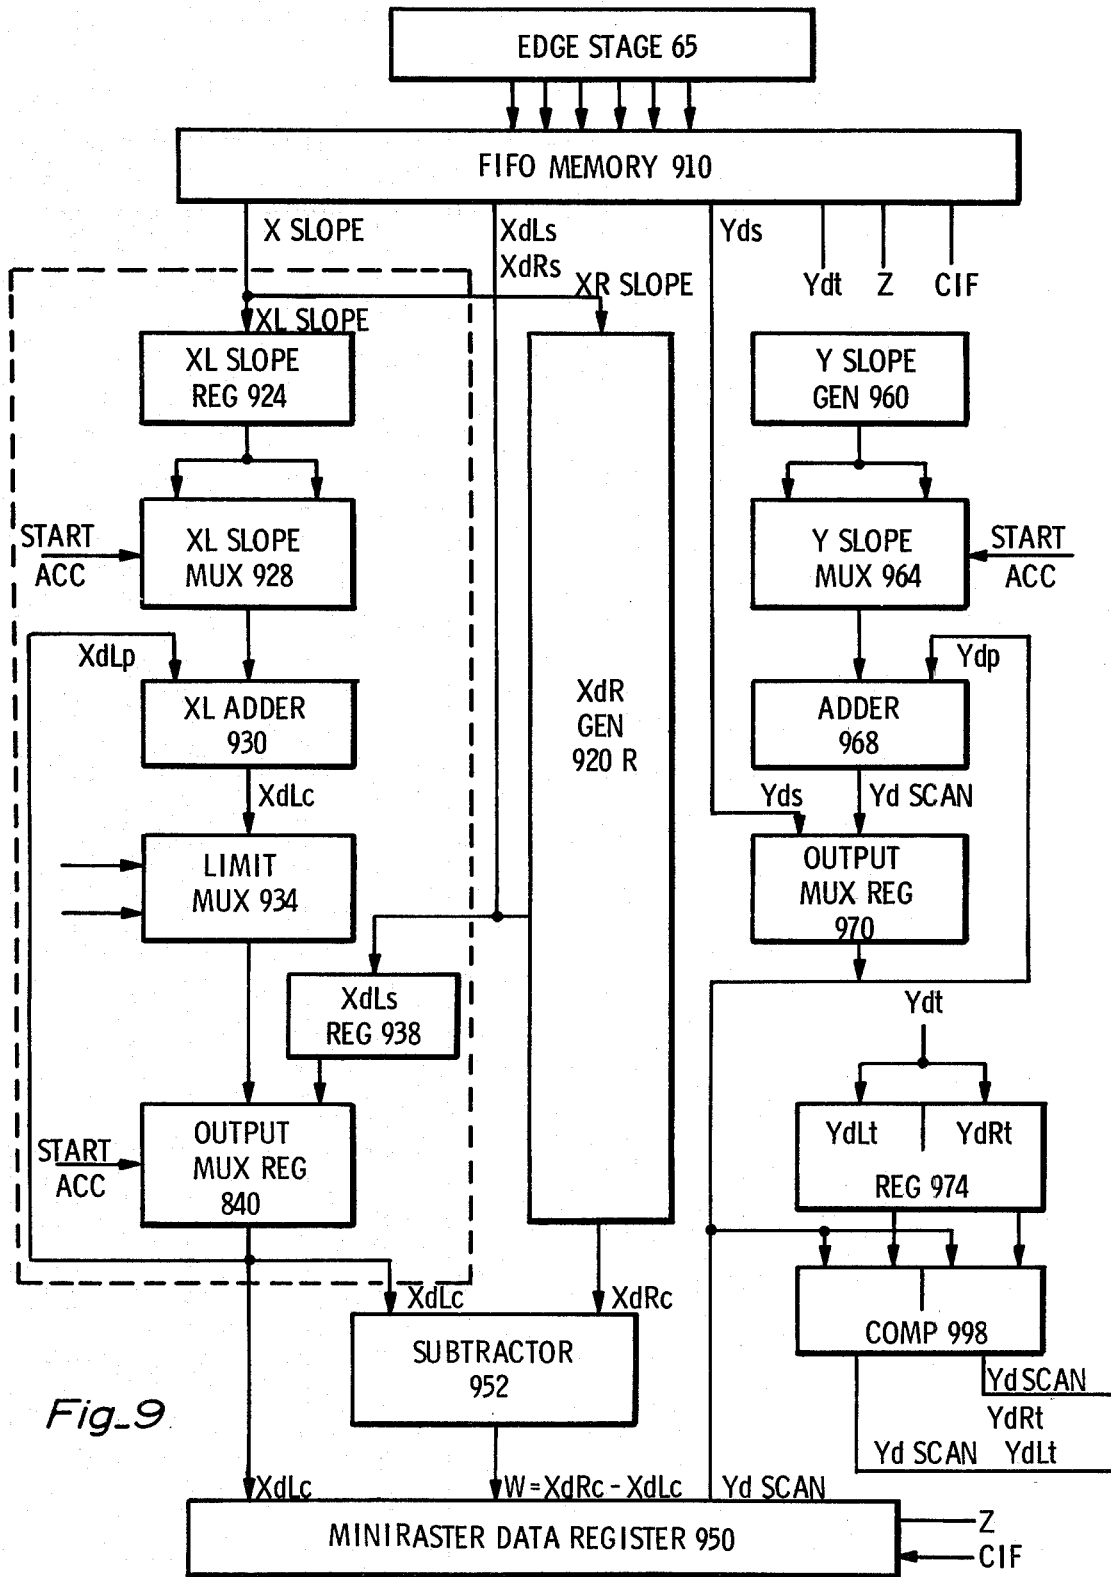 EDGE STAGE 65
FIFO MEMORY 910
X SLOPE
XdLs
XdRs
Yds
Ydt
Z
CIF
XR SLOPE
XL SLOPE
XL SLOPE
REG 924
Y SLOPE
GEN 960
START
ACC
XL SLOPE
MUX 928
Y SLOPE
MUX 964
START
ACC
XdLp
XL ADDER
930
XdR
GEN
920 R
Ydp
ADDER
968
XdLc
Yds
Yd SCAN
LIMIT
MUX 934
OUTPUT
MUX REG
970
XdLs
REG 938
Ydt
START
ACC
OUTPUT
MUX REG
840
YdLt
YdRt
REG 974
XdLc
XdRc
COMP 998
SUBTRACTOR
952
Yd SCAN
YdRt
Yd SCAN
YdLt
Fig_9
XdLc
W=XdRc - XdLc
Yd SCAN
MINIRASTER DATA REGISTER 950
Z
CIF